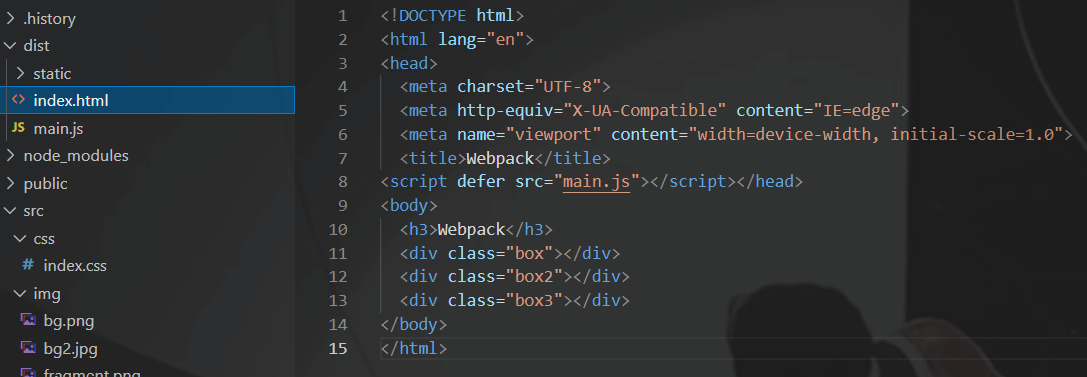 .history
dist
static
index.html
JS main.js
node_modules
public
src
css
# index.css
img
bg.png
bg2.jpg
fragment.png
1 <!DOCTYPE html>
2 <html lang="en">
3 <head>
4 <meta charset="UTF-8">
5 <meta http-equiv="X-UA-Compatible" content="IE=edge">
6 <meta name="viewport" content="width=device-width, initial-scale=1.0">
7 <title>Webpack</title>
8 <script defer src="main.js"></script></head>
9 <body>
10 <h3>Webpack</h3>
11 <div class="box"></div>
12 <div class="box2"></div>
13 <div class="box3"></div>
14 </body>
15 </html>